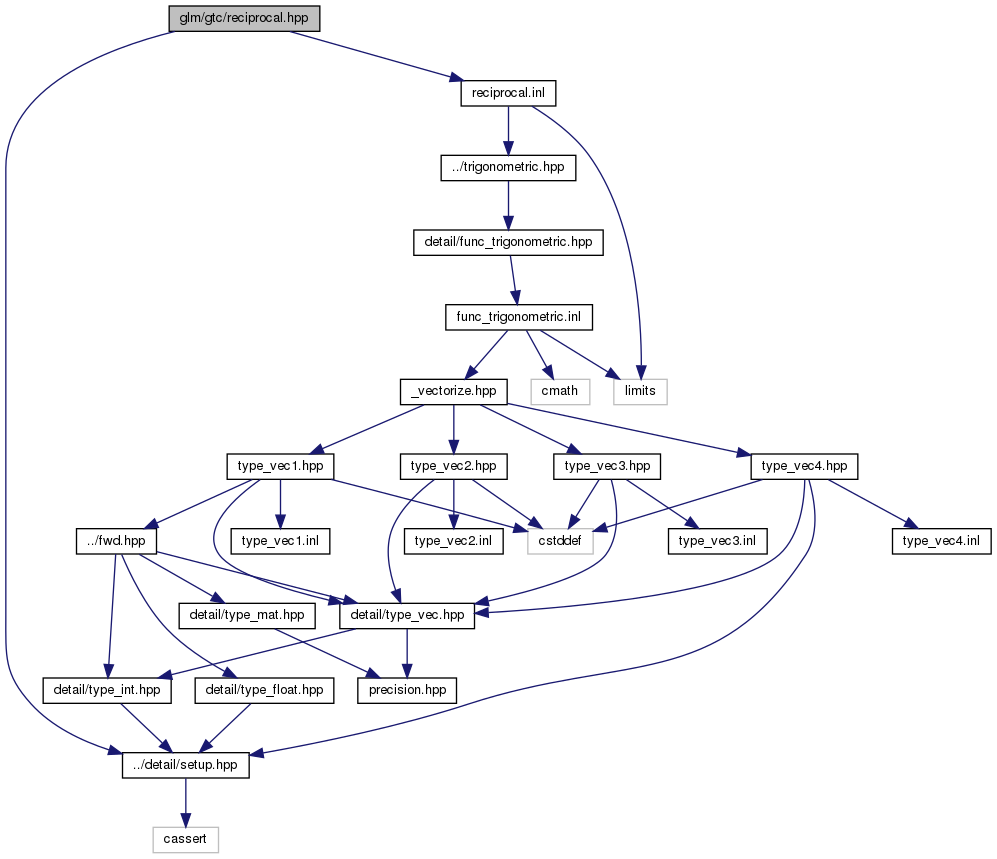 glm/gtc/reciprocal.hpp
reciprocal.inl
../trigonometric.hpp
detail/func_trigonometric.hpp
func_trigonometric.inl
_vectorize.hpp
cmath
limits
type_vec1.hpp
type_vec2.hpp
type_vec3.hpp
type_vec4.hpp
../fwd.hpp
type_vec1.inl
type_vec2.inl
cstddef
type_vec3.inl
type_vec4.inl
detail/type_mat.hpp
detail/type_vec.hpp
detail/type_int.hpp
detail/type_float.hpp
precision.hpp
../detail/setup.hpp
cassert